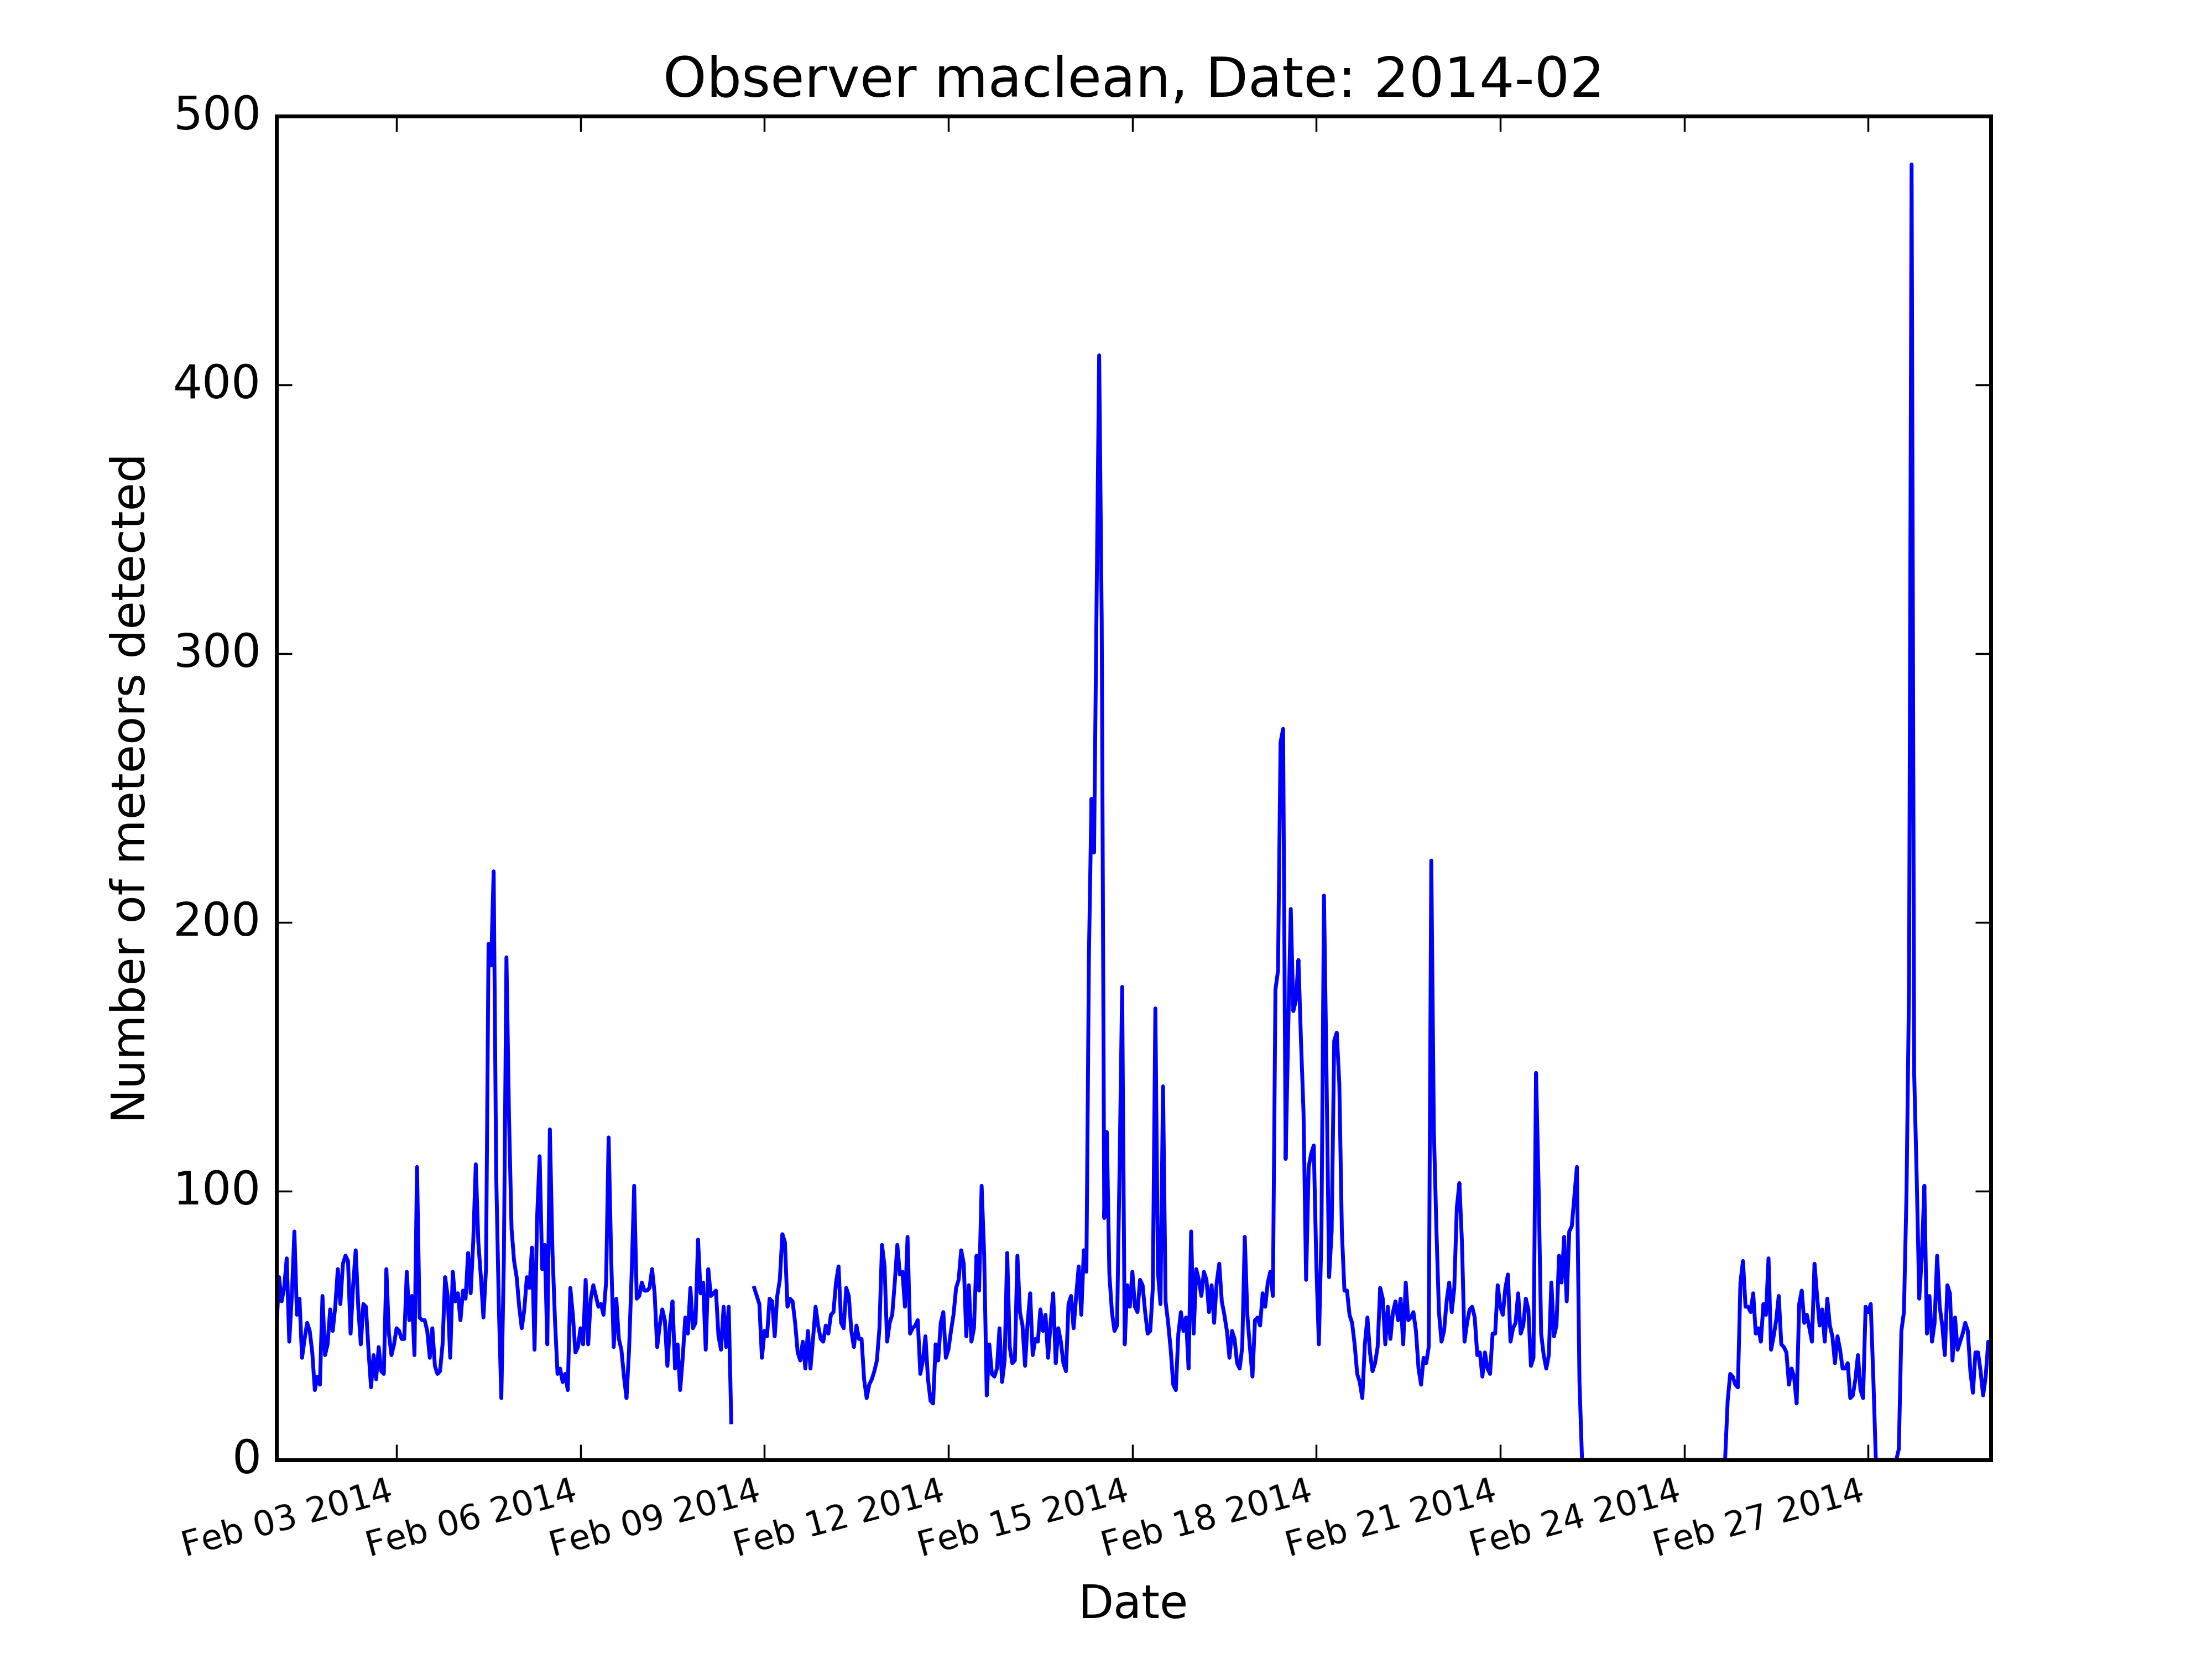 Observer maclean, Date: 2014-02
500
400
300
200
100
0
Number of meteors detected
Feb 03 2014
Feb 06 2014
Feb 09 2014
Feb 12 2014
Feb 15 2014
Feb 18 2014
Feb 21 2014
Feb 24 2014
Feb 27 2014
Date